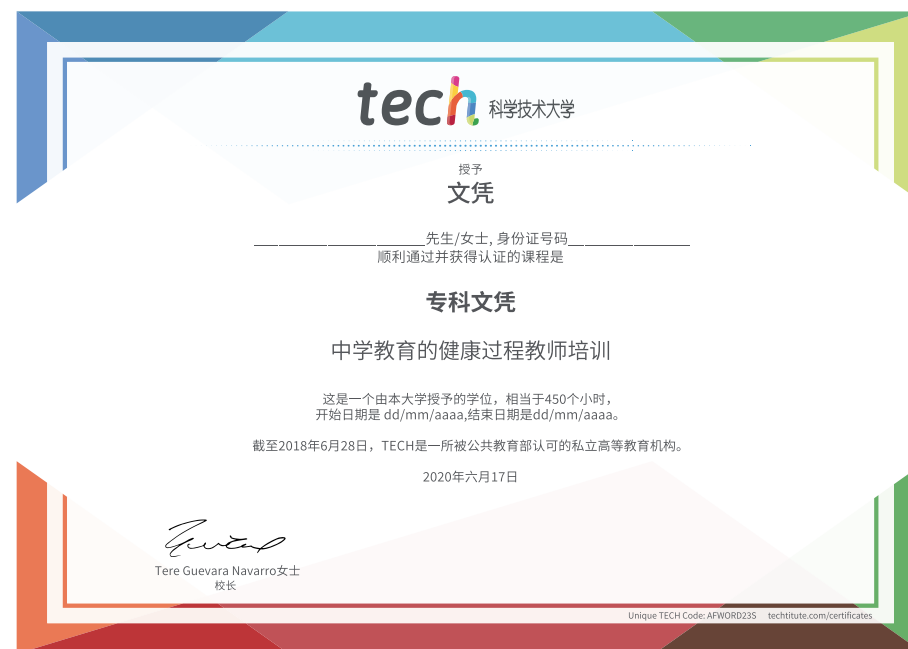 tech 科学技术大学
授予
文凭
____________________先生/女士, 身份证号码______________
顺利通过并获得认证的课程是
专科文凭
中学教育的健康过程教师培训
这是一个由本大学授予的学位，相当于450个小时，
开始日期是 dd/mm/aaaa,结束日期是dd/mm/aaaa。
截至2018年6月28日，TECH是一所被公共教育部认可的私立高等教育机构。
2020年六月17日
Tere Guevara Navarro女士
校长
Unique TECH Code: AFWORD23S techtitute.com/certificates